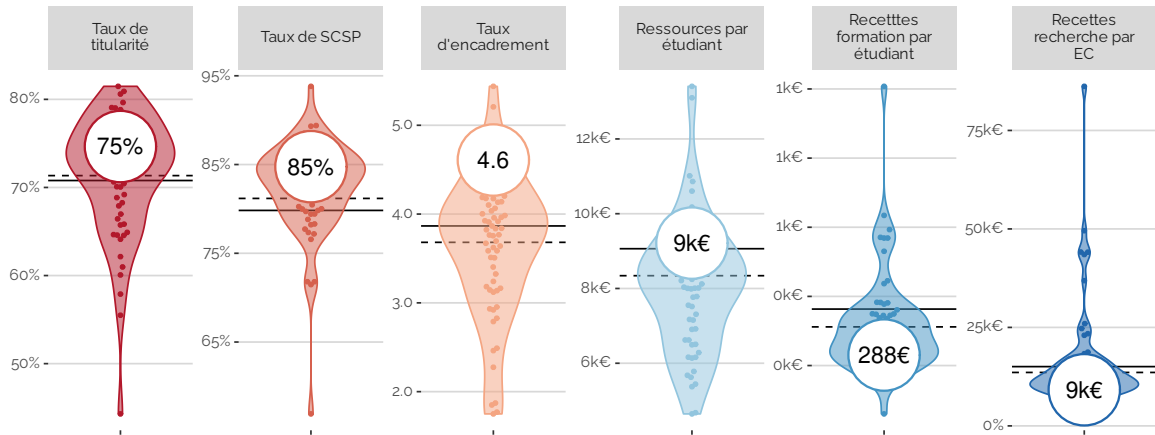 Taux de
titularité
Taux de SCSP
Taux
d'encadrement
Ressources par
étudiant
Recetttes
formation par
étudiant
Recettes
recherche par
EC
80%
70%
60%
50%
75%
95%
85%
75%
65%
85%
5.0
4.0
3.0
2.0
4.6
12k€
10k€
8k€
6k€
9k€
1k€
1k€
1k€
0k€
0k€
288€
75k€
50k€
25k€
0%
9k€